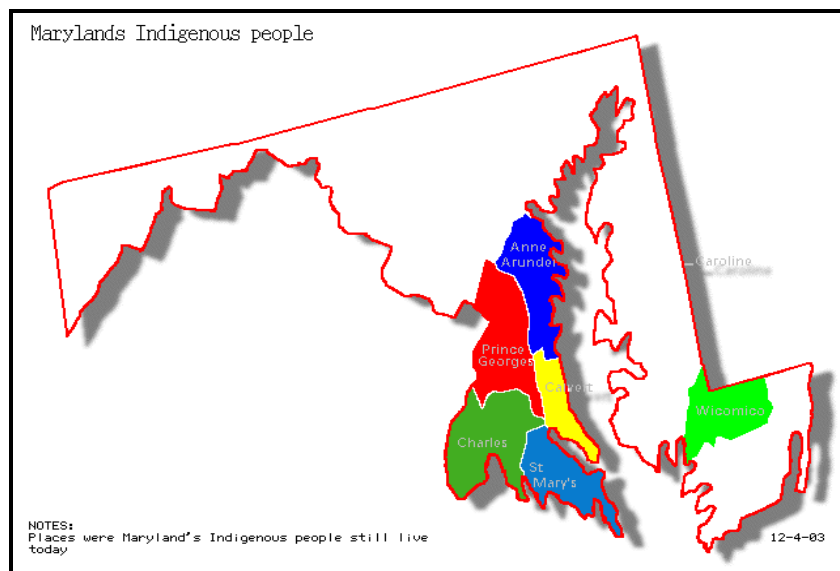 Marylands Indigenous people
Anne
Arundel
Caroline
Caroline
Prince
Georges
Calvert
Wicomico
Charles
St
Mary's
NOTES:
Places were Maryland's Indigenous people still live
today
12-4-03